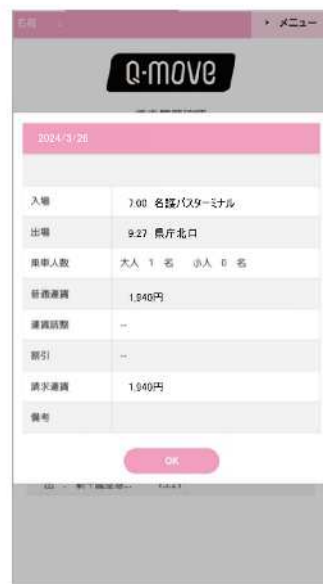 名前 :
メニュー
Q-move
2024/3/26
入場 7:00 名護バスターミナル
出場 9:27 県庁北口
乗車人数 大人 1 名 小人 0 名
普通運賃 1,940円
運賃調整 --
割引 --
請求運賃 1,940円
備考
OK